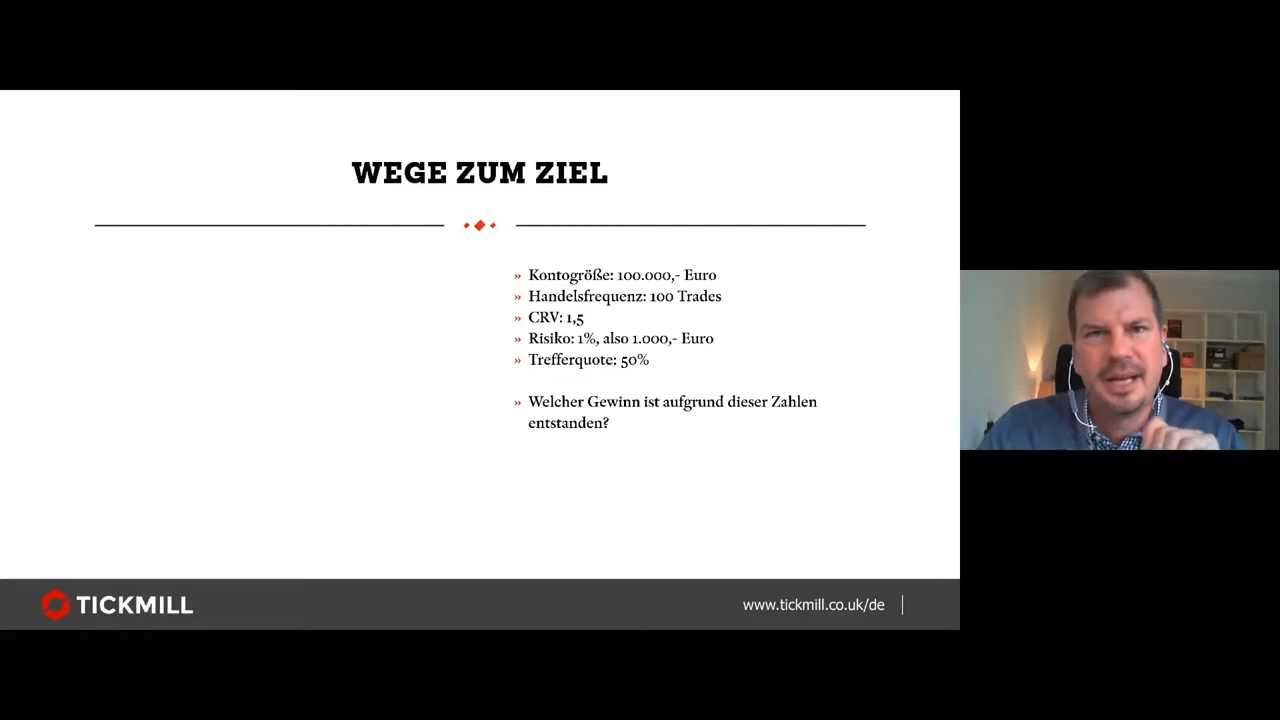 WEGE ZUM ZIEL
» Kontogröße: 100.000,- Euro
» Handelsfrequenz: 100 Trades
» CRV: 1,5
» Risiko: 1%, also 1.000,- Euro
» Trefferquote: 50%
» Welcher Gewinn ist aufgrund dieser Zahlen
entstanden?
TICKMILL
www.tickmill.co.uk/de